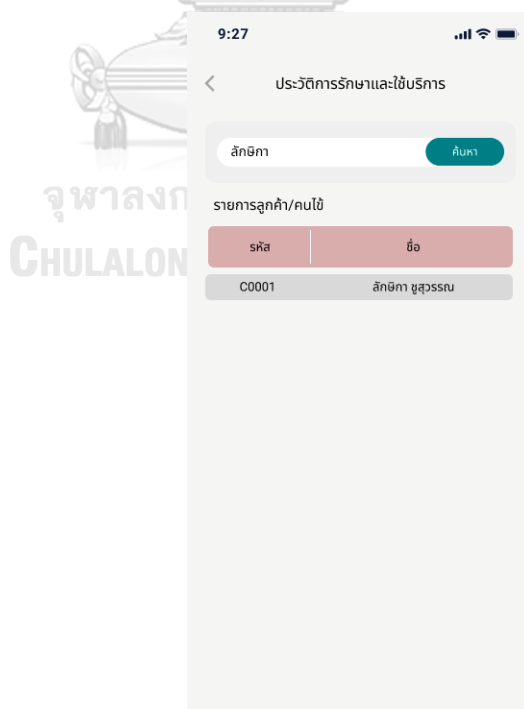 9:27
ประวัติการรักษาและใช้บริการ
ลักษิกา
ค้นหา
รายการลูกค้า/คนไข้
จุฬาลงก
CHULALON
รหัส
ชื่อ
C0001
ลักษิกา ชูสุวรรณ